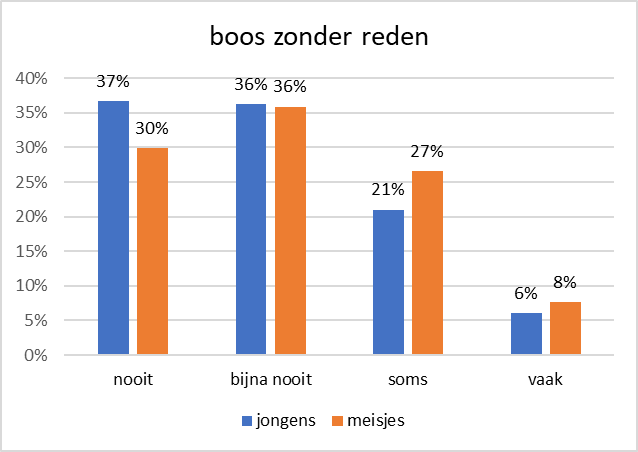 boos zonder reden
40%
35%
30%
25%
20%
15%
10%
5%
0%
37%
30%
36%
36%
21%
27%
6%
8%
nooit
bijna nooit
soms
vaak
jongens
meisjes